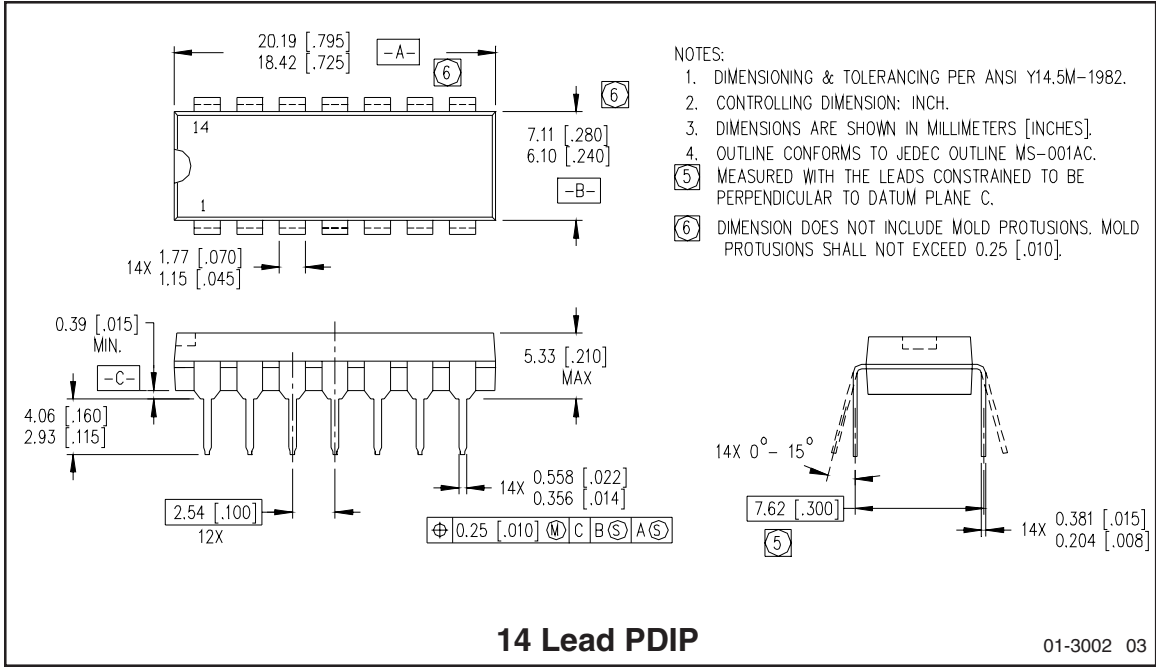 20.19 [.795]
18.42 [.725]
-A-
6
6
14
1
7.11 [.280]
6.10 [.240]
-B-
14X 1.77 [.070]
1.15 [.045]
NOTES:
1. DIMENSIONING & TOLERANCING PER ANSI Y14.5M-1982.
2. CONTROLLING DIMENSION: INCH.
3. DIMENSIONS ARE SHOWN IN MILLIMETERS [INCHES].
4. OUTLINE CONFORMS TO JEDEC OUTLINE MS-001AC.
5 MEASURED WITH THE LEADS CONSTRAINED TO BE
PERPENDICULAR TO DATUM PLANE C.
6 DIMENSION DOES NOT INCLUDE MOLD PROTUSIONS. MOLD
PROTUSIONS SHALL NOT EXCEED 0.25 [.010].
0.39 [.015]
MIN.
-C-
4.06 [.160]
2.93 [.115]
5.33 [.210]
MAX
14X 0.558 [.022]
0.356 [.014]
2.54 [.100]
12X
⌖ 0.25 [.010] Ⓜ C B Ⓢ A Ⓢ
14X 0°- 15°
7.62 [.300]
5
14X 0.381 [.015]
0.204 [.008]
14 Lead PDIP
01-3002 03